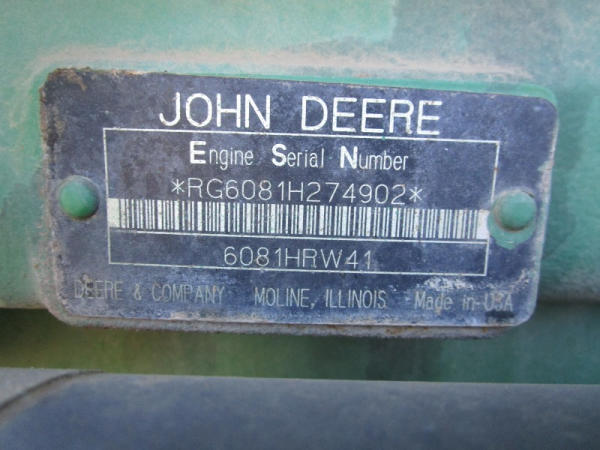 JOHN DEERE
Engine Serial Number
*RG6081H274902*
6081HRW41
DEERE & COMPANY MOLINE, ILLINOIS Made in USA